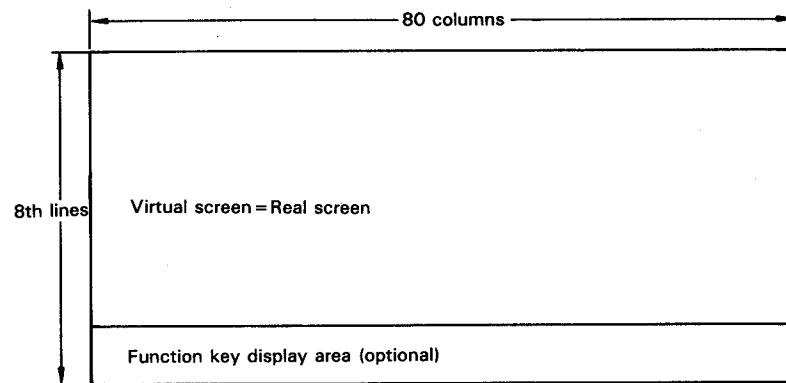 80 columns
8th lines
Virtual screen=Real screen
Function key display area (optional)